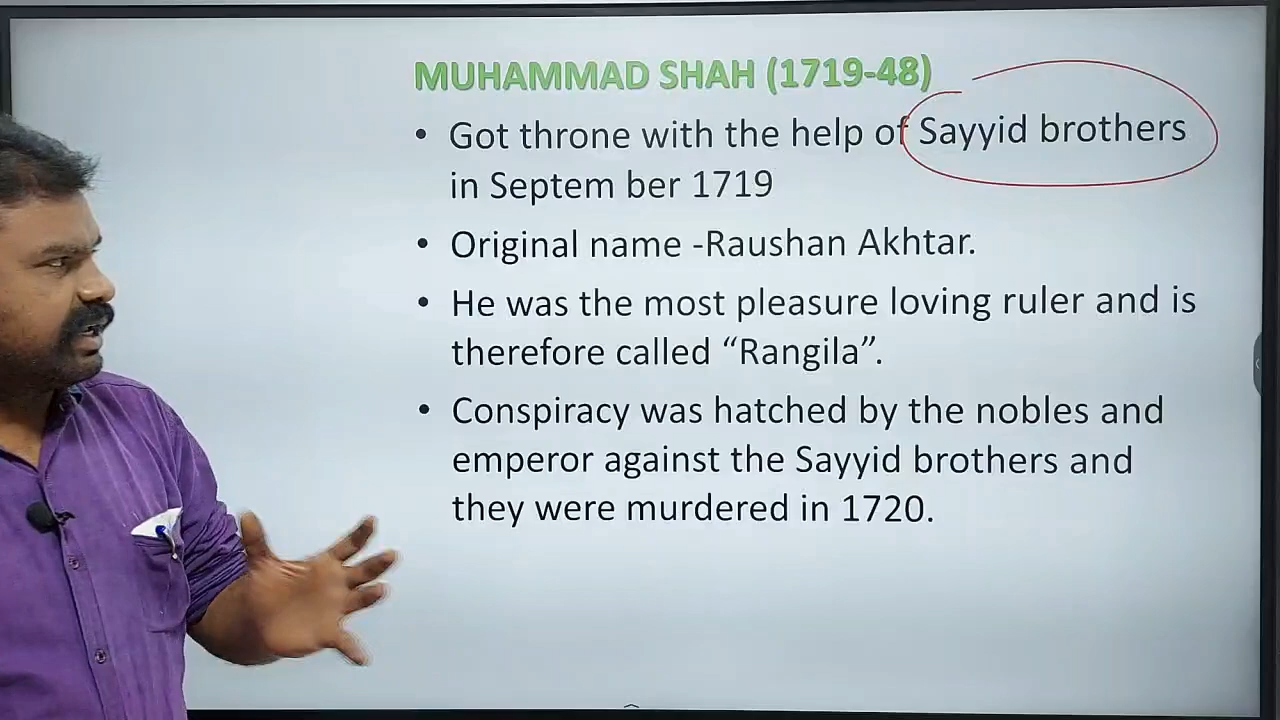 MUHAMMAD SHAH (1719-48)
• Got throne with the help of Sayyid brothers
in Septem ber 1719
• Original name -Raushan Akhtar.
• He was the most pleasure loving ruler and is
therefore called “Rangila”.
• Conspiracy was hatched by the nobles and
emperor against the Sayyid brothers and
they were murdered in 1720.